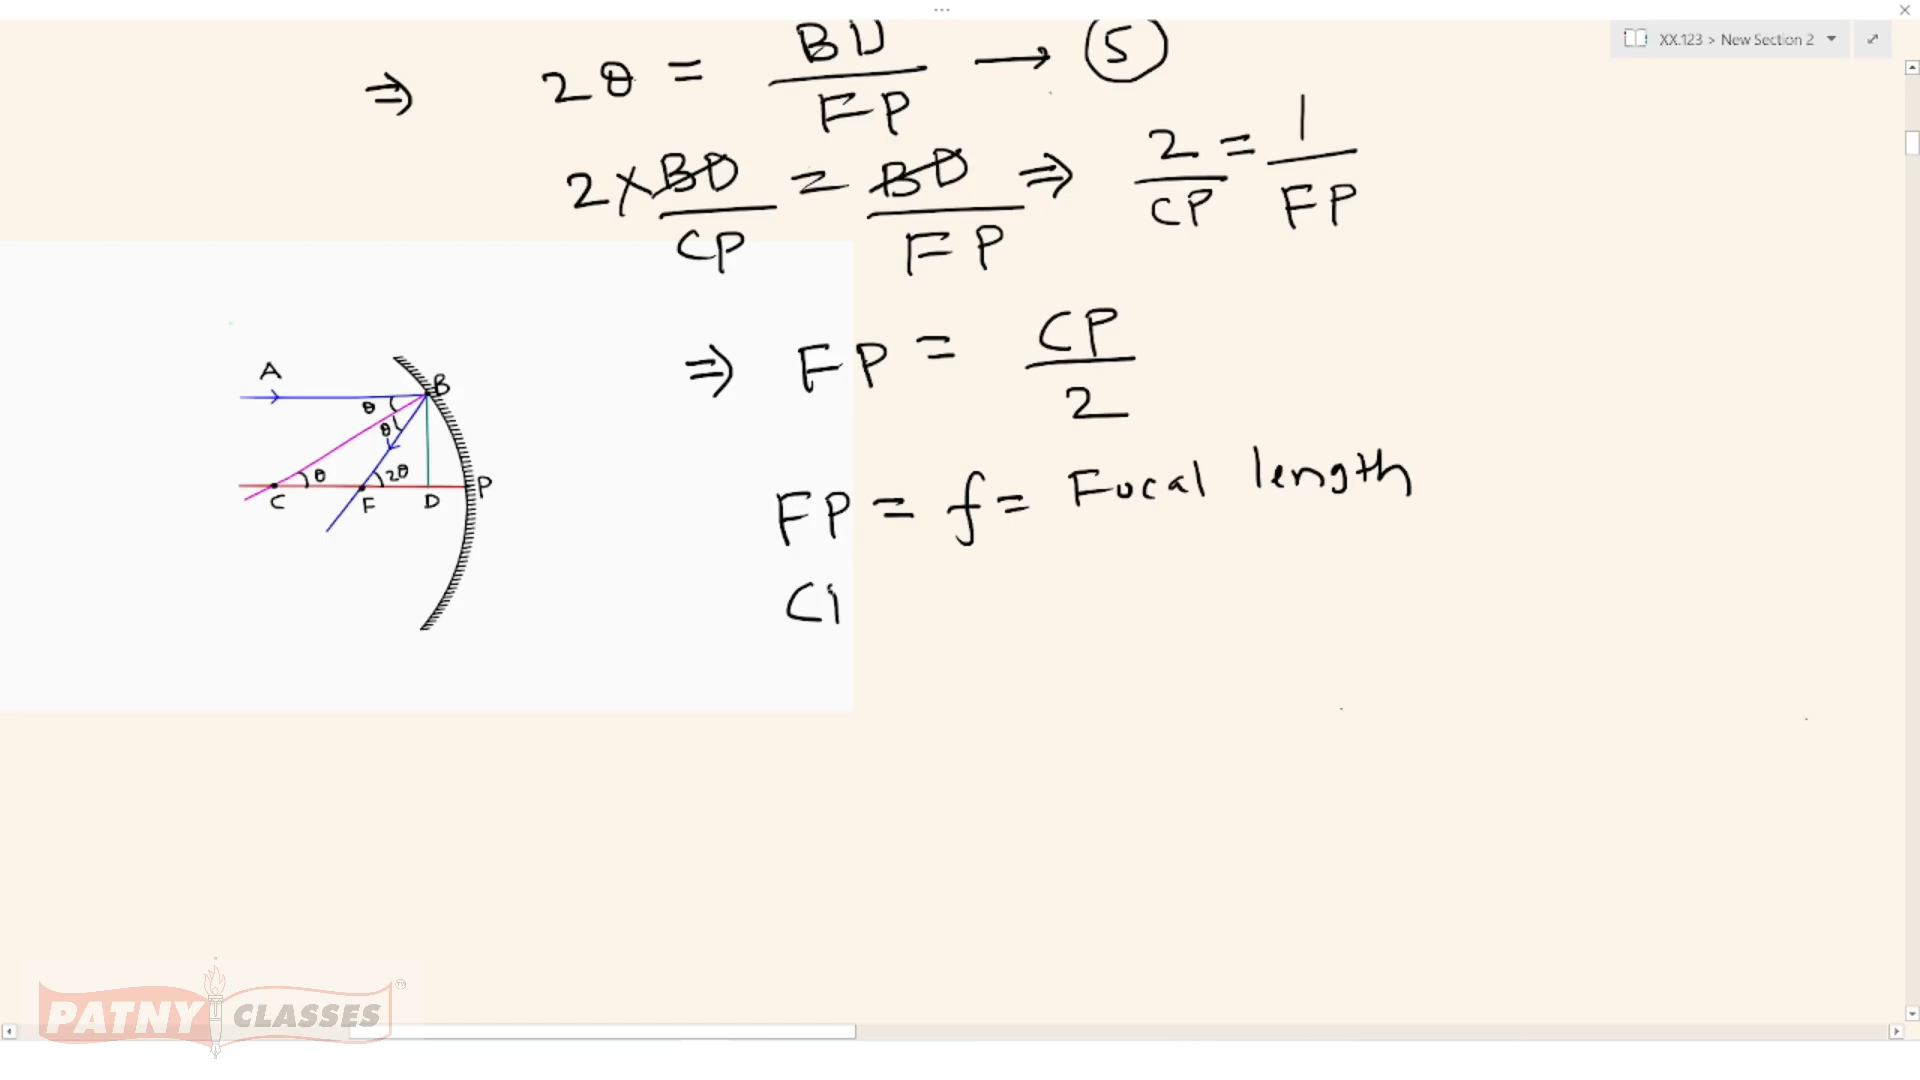 XX.123 > New Section 2
⇒ 2θ = BD/FP → ⑤
2×BD/CP = BD/FP ⇒ 2/CP = 1/FP
⇒ FP = CP/2
A
B
θ
θ
θ
2θ
P
C
F
D
FP = f = Focal length
CI
PATNY CLASSES